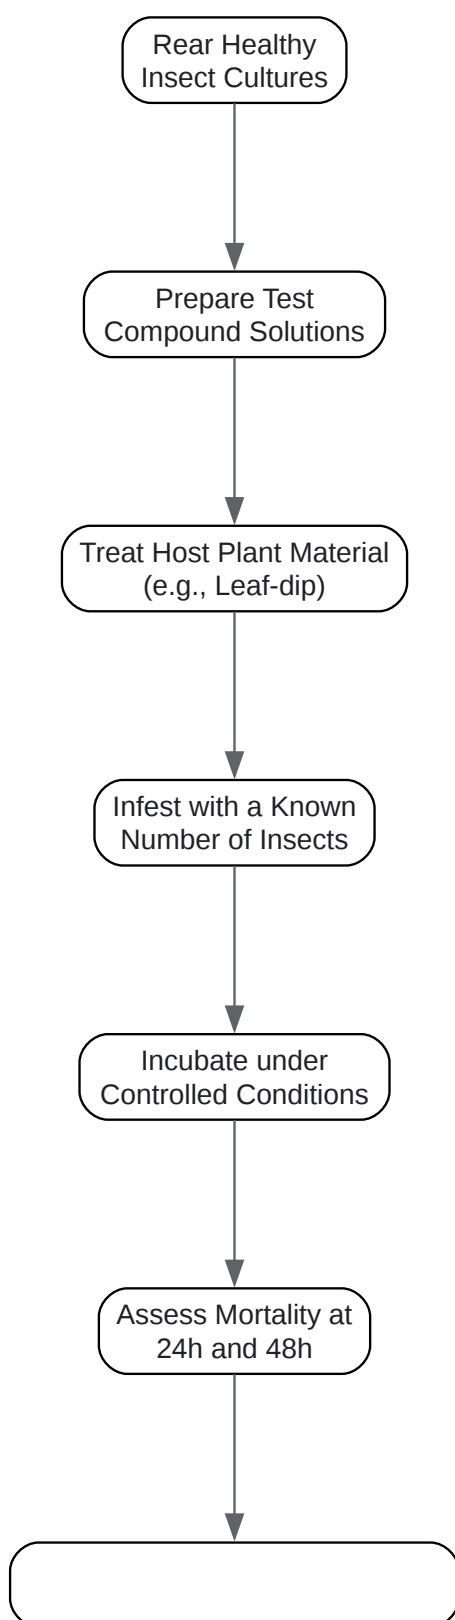 Rear Healthy
Insect Cultures
Prepare Test
Compound Solutions
Treat Host Plant Material
(e.g., Leaf-dip)
Infest with a Known
Number of Insects
Incubate under
Controlled Conditions
Assess Mortality at
24h and 48h